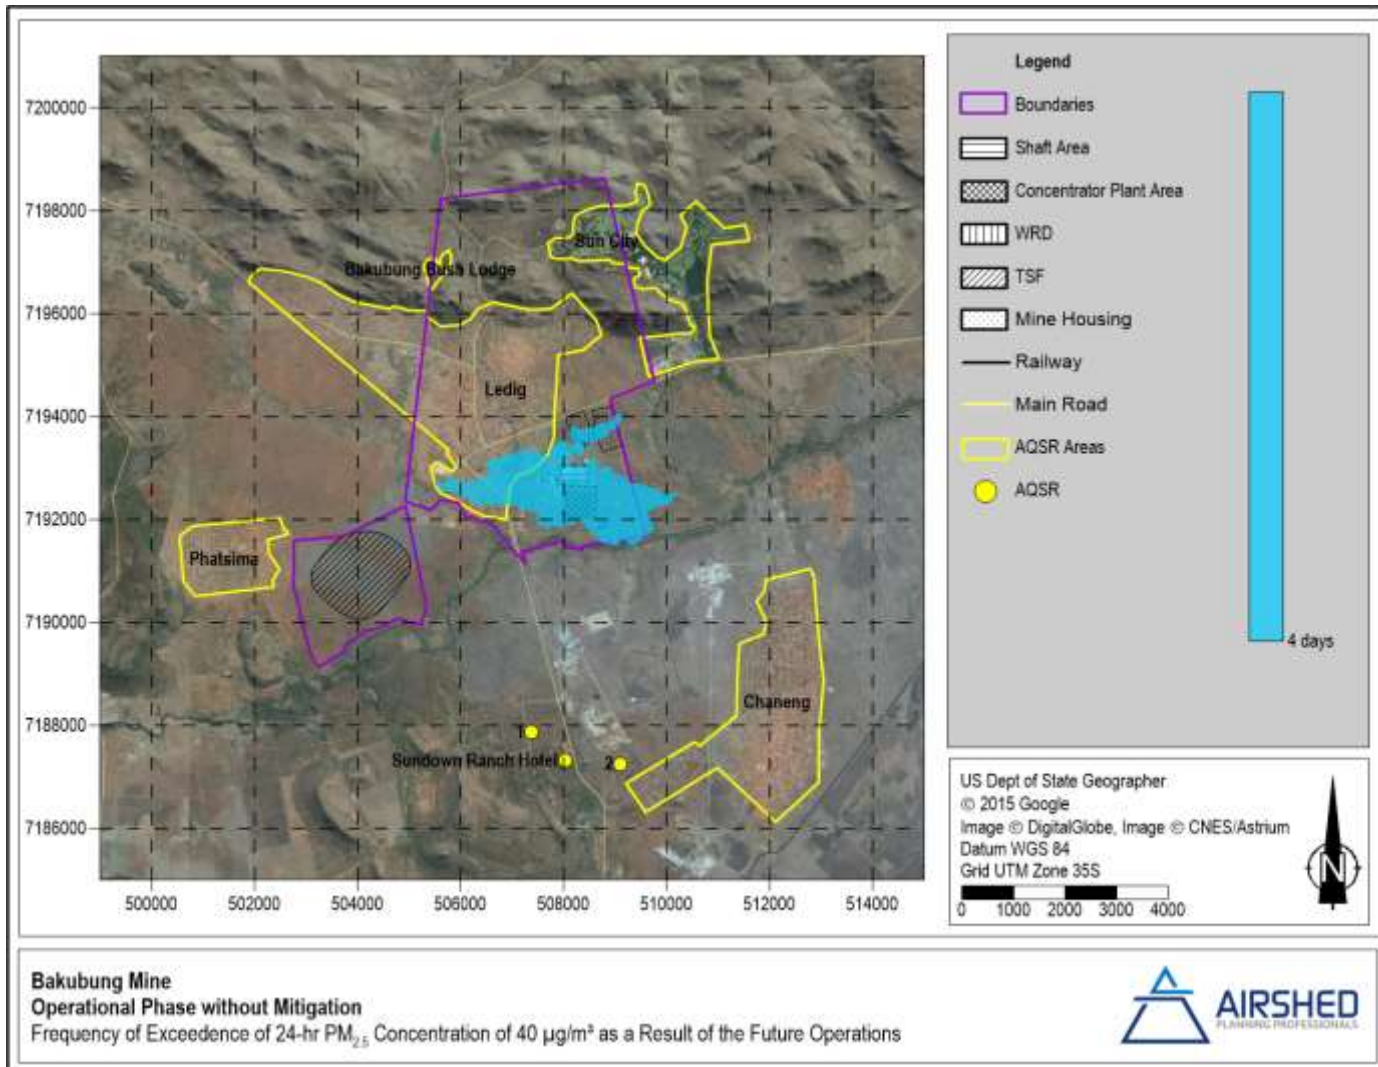 Legend
Boundaries
Shaft Area
Concentrator Plant Area
WRD
TSF
Mine Housing
Railway
Main Road
AQSR Areas
AQSR
4 days
7200000
7198000
7196000
7194000
7192000
7190000
7188000
7186000
500000 502000 504000 506000 508000 510000 512000 514000
Sun City
Bakubung Bush Lodge
Ledig
Phatsima
Chaneng
1
Sundown Ranch Hotel
2
US Dept of State Geographer
© 2015 Google
Image © DigitalGlobe, Image © CNES/Astrium
Datum WGS 84
Grid UTM Zone 35S
0 1000 2000 3000 4000
N
Bakubung Mine
Operational Phase without Mitigation
Frequency of Exceedence of 24-hr PM2.5 Concentration of 40 µg/m³ as a Result of the Future Operations
AIRSHED
PLANNING PROFESSIONALS